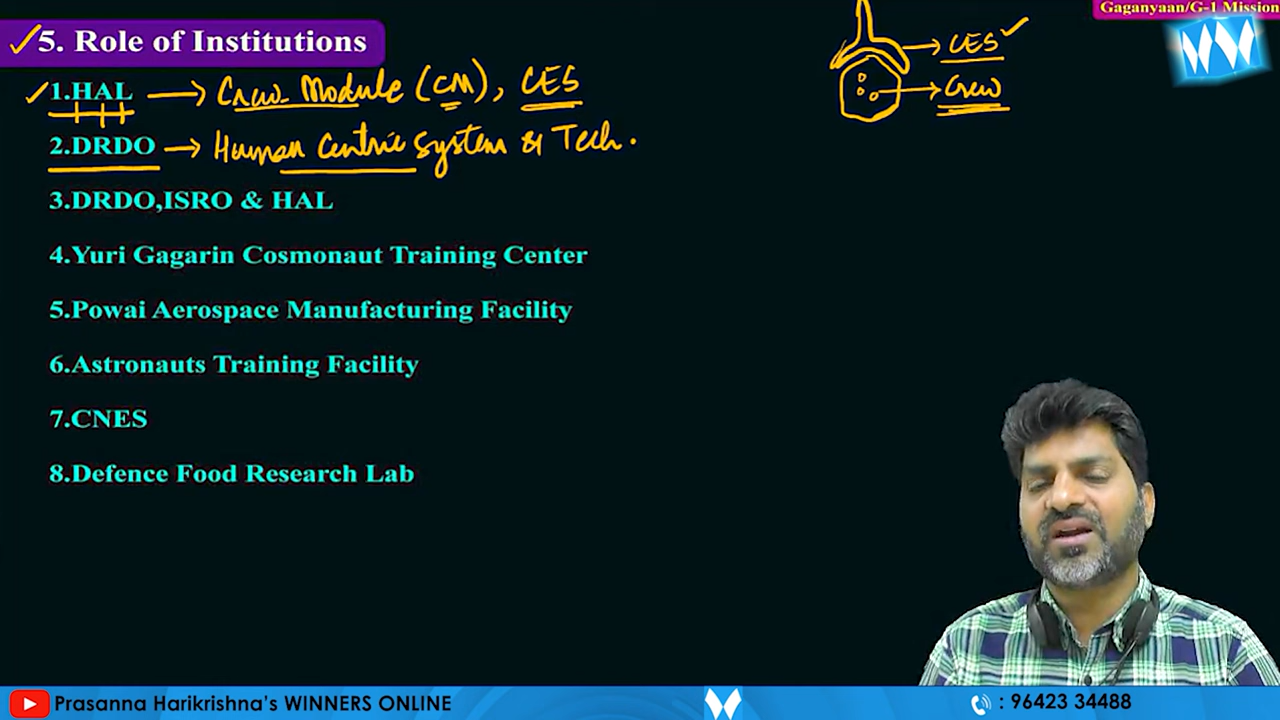 Gaganyaan/G-1 Mission
5. Role of Institutions
CES
Crew
1.HAL → Crew Module (CM), CES
2.DRDO → Human Centric System & Tech.
3.DRDO,ISRO & HAL
4.Yuri Gagarin Cosmonaut Training Center
5.Powai Aerospace Manufacturing Facility
6.Astronauts Training Facility
7.CNES
8.Defence Food Research Lab
Prasanna Harikrishna's WINNERS ONLINE
: 96423 34488